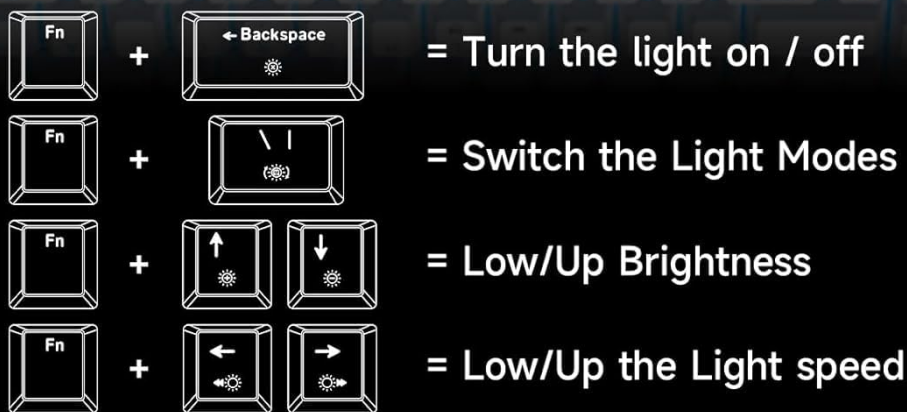 Fn + ← Backspace = Turn the light on / off
Fn + \ | = Switch the Light Modes
Fn + ↑ ↓ = Low/Up Brightness
Fn + ← → = Low/Up the Light speed